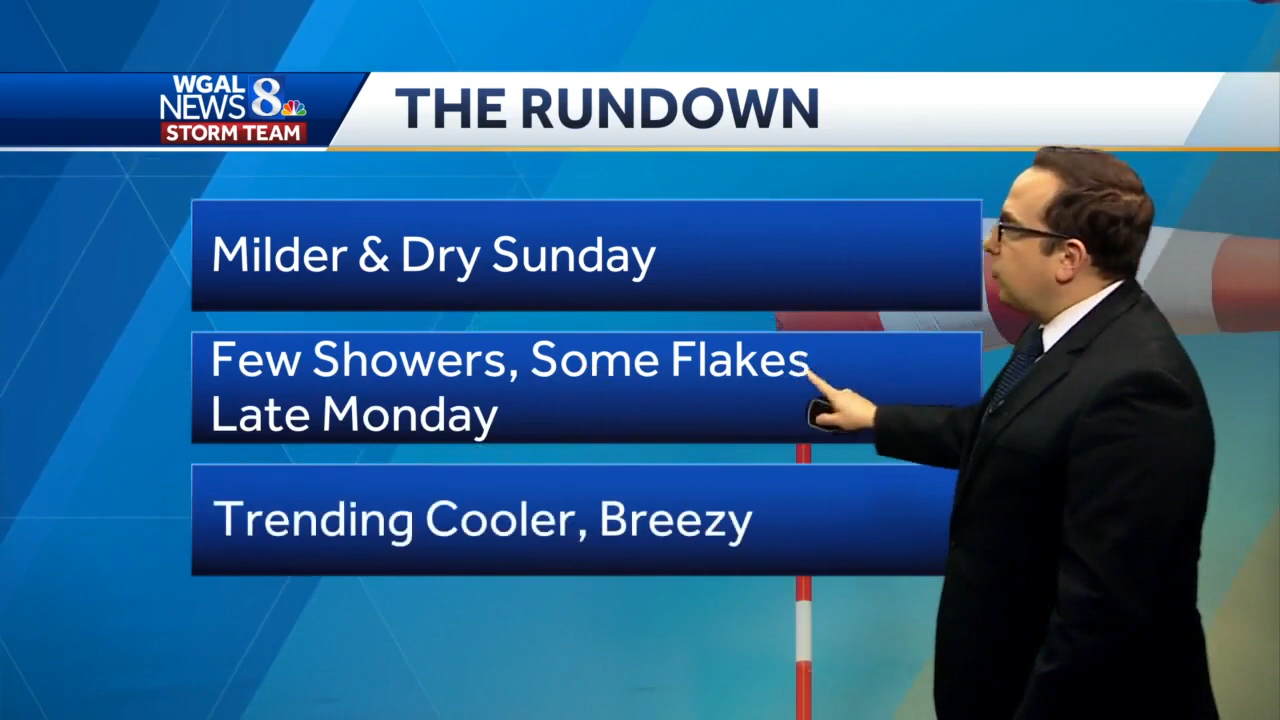 WGAL
NEWS 8
STORM TEAM
THE RUNDOWN
Milder & Dry Sunday
Few Showers, Some Flakes
Late Monday
Trending Cooler, Breezy